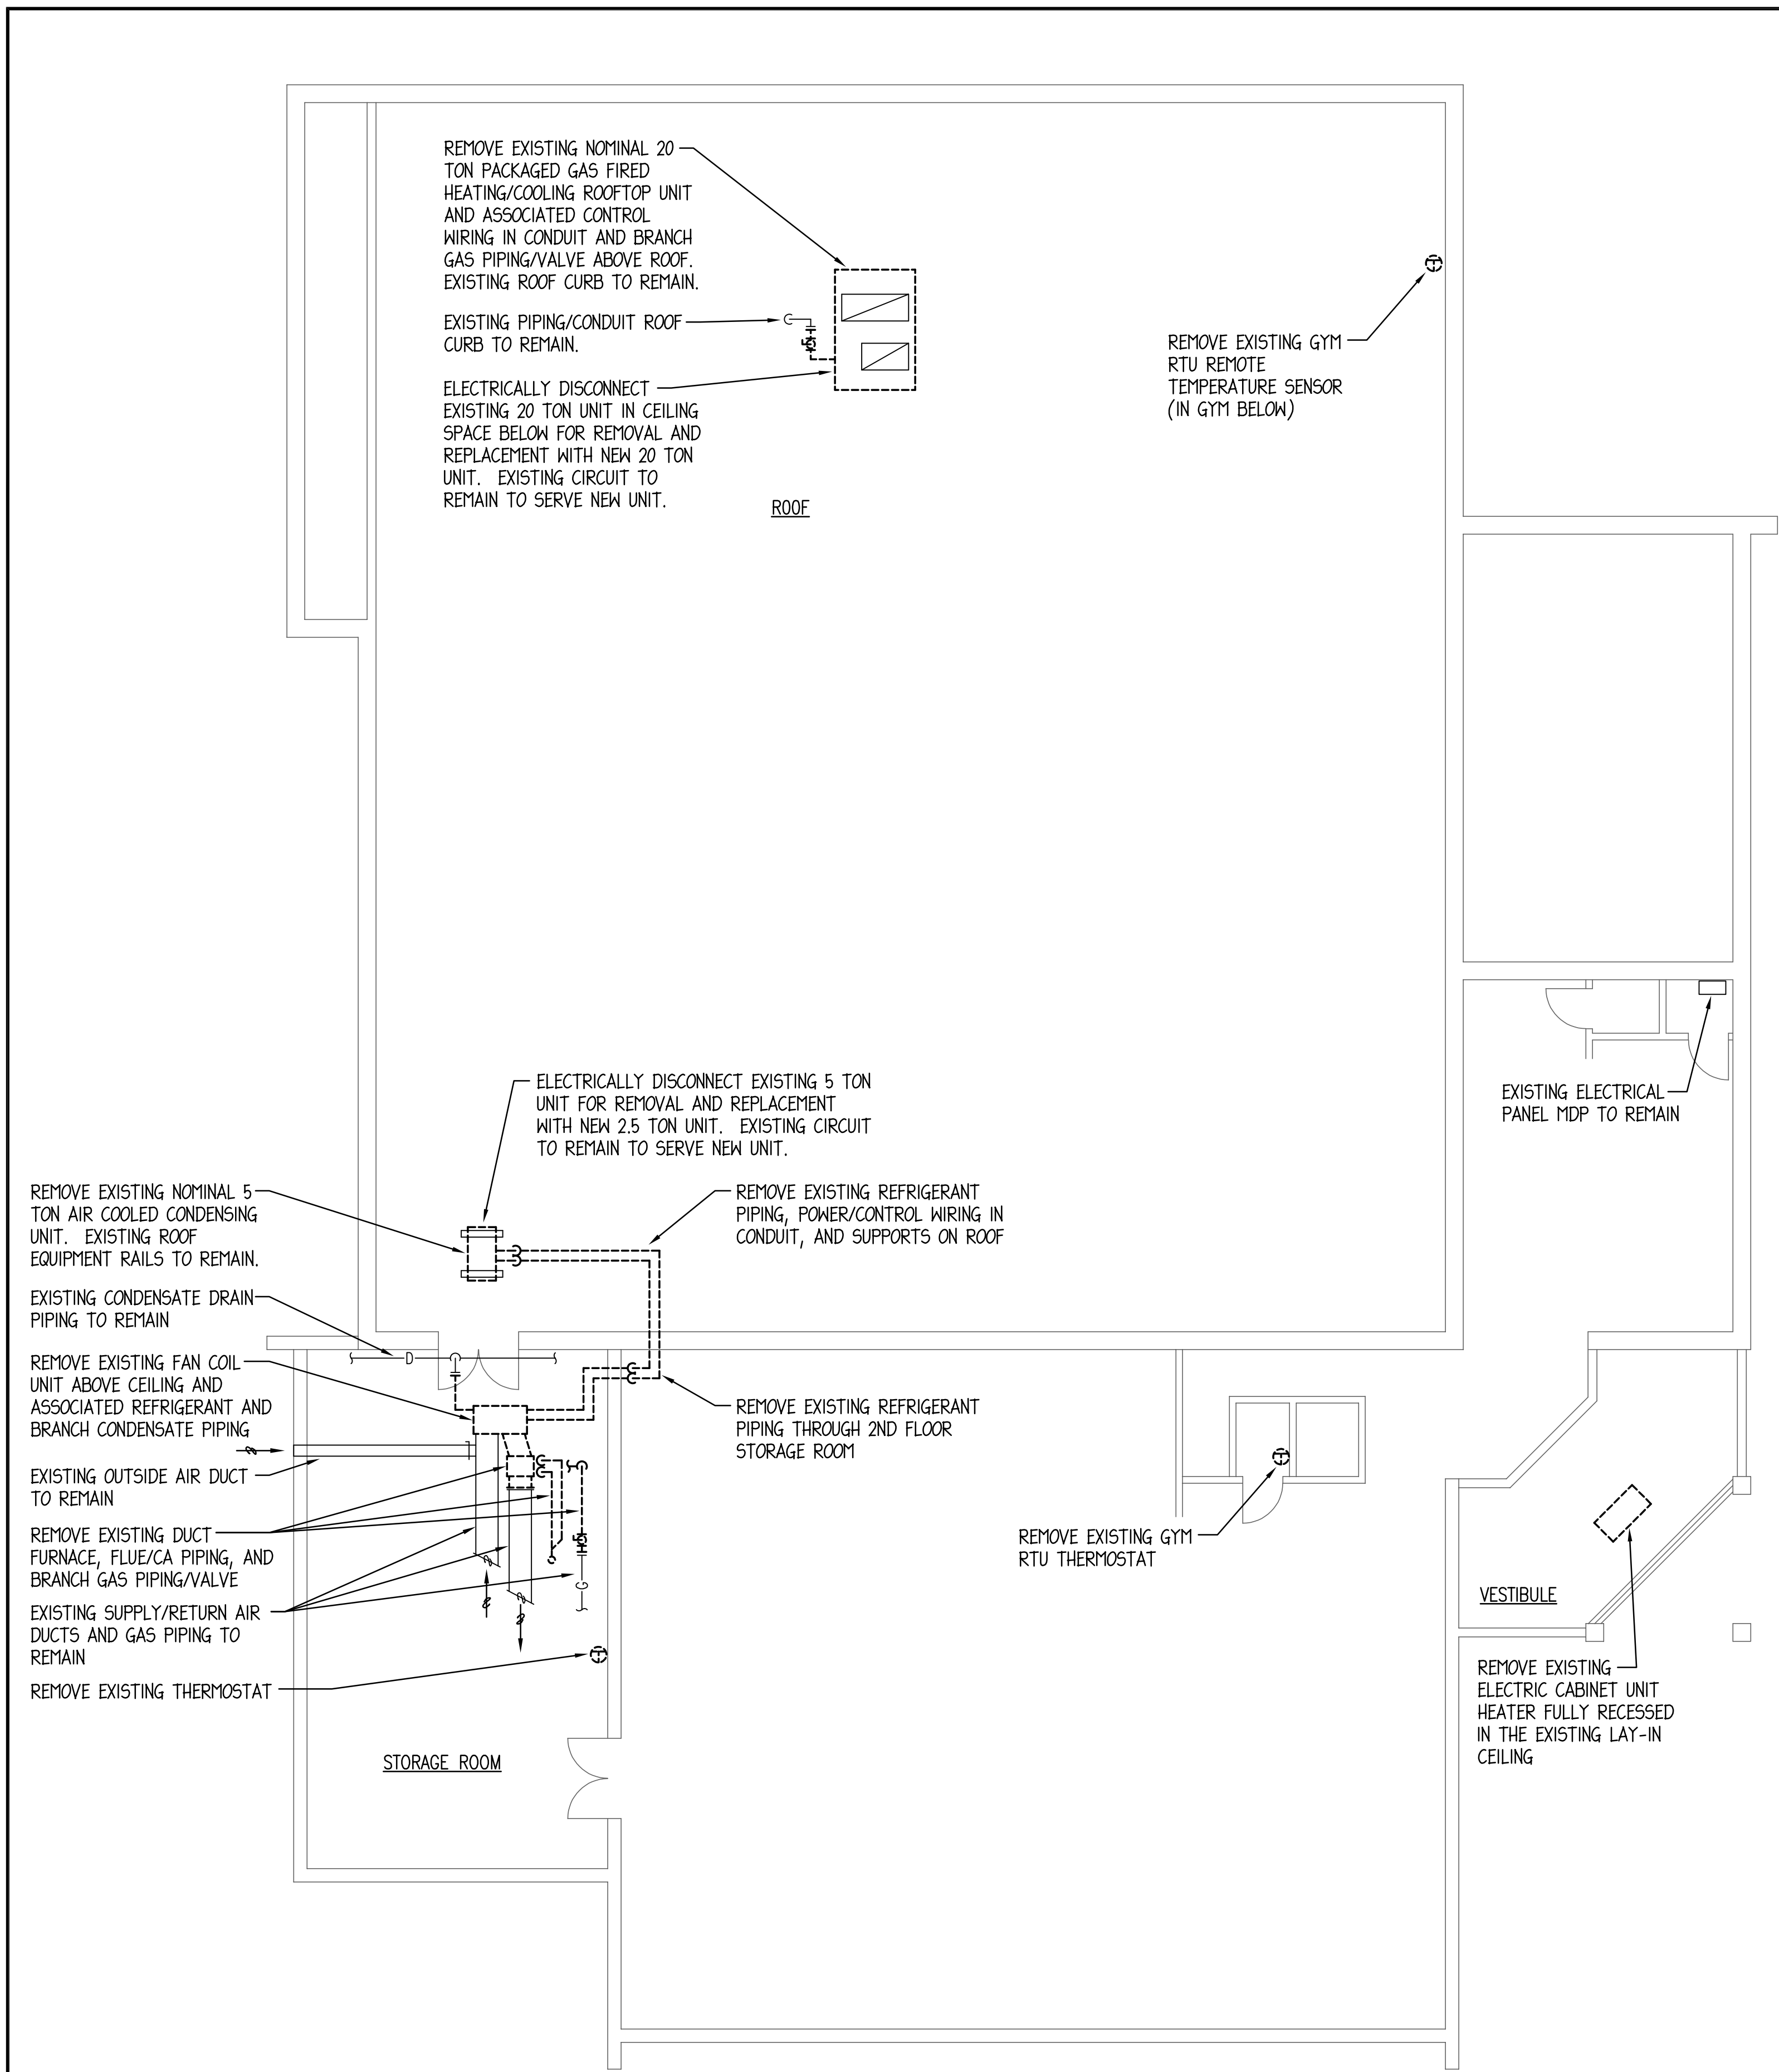 REMOVE EXISTING NOMINAL 20
TON PACKAGED GAS FIRED
HEATING/COOLING ROOFTOP UNIT
AND ASSOCIATED CONTROL
WIRING IN CONDUIT AND BRANCH
GAS PIPING/VALVE ABOVE ROOF.
EXISTING ROOF CURB TO REMAIN.
EXISTING PIPING/CONDUIT ROOF
CURB TO REMAIN.
ELECTRICALLY DISCONNECT
EXISTING 20 TON UNIT IN CEILING
SPACE BELOW FOR REMOVAL AND
REPLACEMENT WITH NEW 20 TON
UNIT. EXISTING CIRCUIT TO
REMAIN TO SERVE NEW UNIT.
ROOF
T
REMOVE EXISTING GYM
RTU REMOTE
TEMPERATURE SENSOR
(IN GYM BELOW)
EXISTING ELECTRICAL
PANEL MDP TO REMAIN
ELECTRICALLY DISCONNECT EXISTING 5 TON
UNIT FOR REMOVAL AND REPLACEMENT
WITH NEW 2.5 TON UNIT. EXISTING CIRCUIT
TO REMAIN TO SERVE NEW UNIT.
REMOVE EXISTING NOMINAL 5
TON AIR COOLED CONDENSING
UNIT. EXISTING ROOF
EQUIPMENT RAILS TO REMAIN.
REMOVE EXISTING REFRIGERANT
PIPING, POWER/CONTROL WIRING IN
CONDUIT, AND SUPPORTS ON ROOF
EXISTING CONDENSATE DRAIN
PIPING TO REMAIN
D
REMOVE EXISTING FAN COIL
UNIT ABOVE CEILING AND
ASSOCIATED REFRIGERANT AND
BRANCH CONDENSATE PIPING
REMOVE EXISTING REFRIGERANT
PIPING THROUGH 2ND FLOOR
STORAGE ROOM
EXISTING OUTSIDE AIR DUCT
TO REMAIN
REMOVE EXISTING DUCT
FURNACE, FLUE/CA PIPING, AND
BRANCH GAS PIPING/VALVE
G
EXISTING SUPPLY/RETURN AIR
DUCTS AND GAS PIPING TO
REMAIN
T
REMOVE EXISTING THERMOSTAT
STORAGE ROOM
T
REMOVE EXISTING GYM
RTU THERMOSTAT
VESTIBULE
REMOVE EXISTING
ELECTRIC CABINET UNIT
HEATER FULLY RECESSED
IN THE EXISTING LAY-IN
CEILING